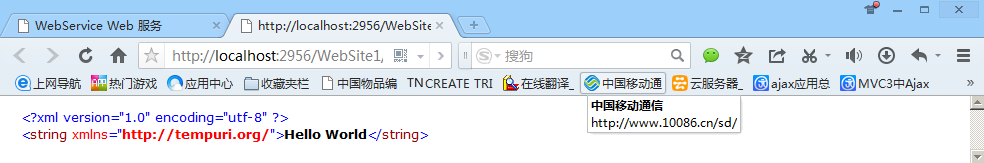 WebService Web 服务
http://localhost:2956/WebSite
http://localhost:2956/WebSite1/
搜狗
上网导航
热门游戏
应用中心
收藏夹栏
中国物品编
TN CREATE TRI
在线翻译_
中国移动通
云服务器_
ajax应用总
MVC3中Ajax
<?xml version="1.0" encoding="utf-8" ?>
中国移动通信
<string xmlns="http://tempuri.org/">Hello World</string>
http://www.10086.cn/sd/